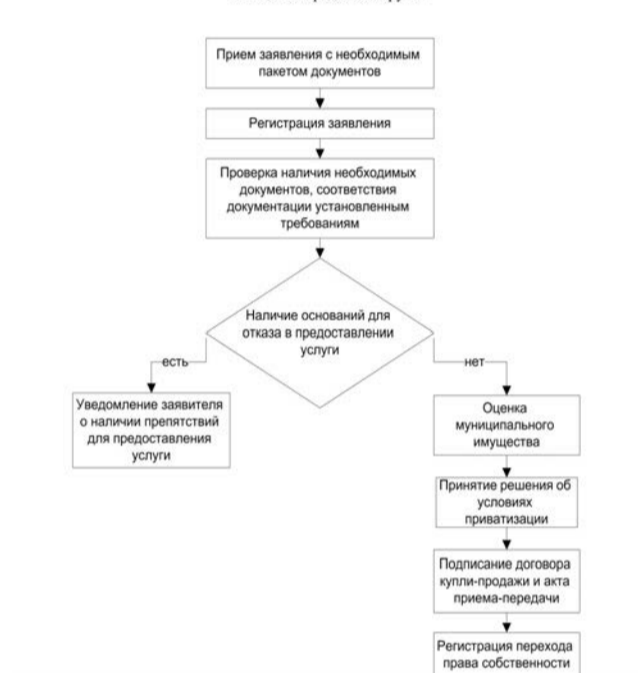 Прием заявления с необходимым
пакетом документов
Регистрация заявления
Проверка наличия необходимых
документов, соответствия
документации установленным
требованиям
Наличие оснований для
отказа в предоставлении
услуги
есть
нет
Уведомление заявителя
о наличии препятствий
для предоставления
услуги
Оценка
муниципального
имущества
Принятие решения об
условиях
приватизации
Подписание договора
купли-продажи и акта
приема-передачи
Регистрация перехода
права собственности